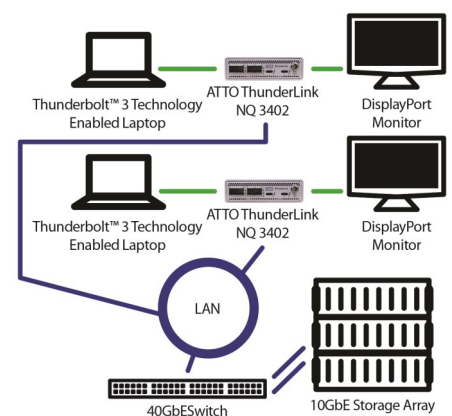 Thunderbolt™ 3 Technology
Enabled Laptop
ATTO ThunderLink
NQ 3402
DisplayPort
Monitor
Thunderbolt™ 3 Technology
Enabled Laptop
ATTO ThunderLink
NQ 3402
DisplayPort
Monitor
LAN
40GbESwitch
10GbE Storage Array